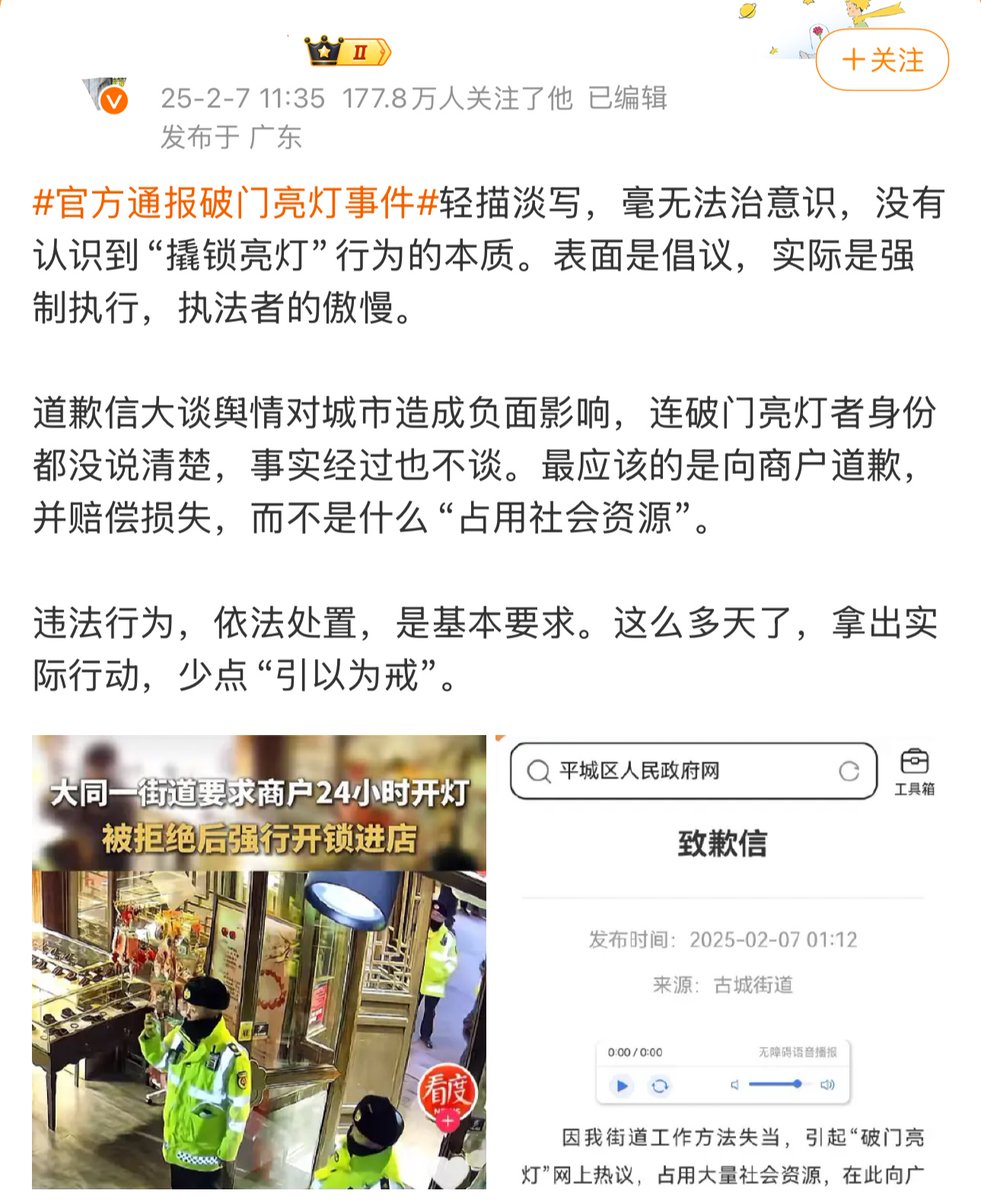 II
+关注
25-2-7 11:35 177.8万人关注了他 已编辑
发布于 广东
#官方通报破门亮灯事件#轻描淡写，毫无法治意识，没有
认识到“撬锁亮灯”行为的本质。表面是倡议，实际是强
制执行，执法者的傲慢。
道歉信大谈舆情对城市造成负面影响，连破门亮灯者身份
都没说清楚，事实经过也不谈。最应该的是向商户道歉，
并赔偿损失，而不是什么“占用社会资源”。
违法行为，依法处置，是基本要求。这么多天了，拿出实
际行动，少点“引以为戒”。
大同一街道要求商户24小时开灯
被拒绝后强行开锁进店
看度
NEWS
平城区人民政府网
工具箱
致歉信
发布时间：2025-02-07 01:12
来源：古城街道
0:00 / 0:00 无障碍语音播报
因我街道工作方法失当，引起“破门亮
灯”网上热议，占用大量社会资源，在此向广